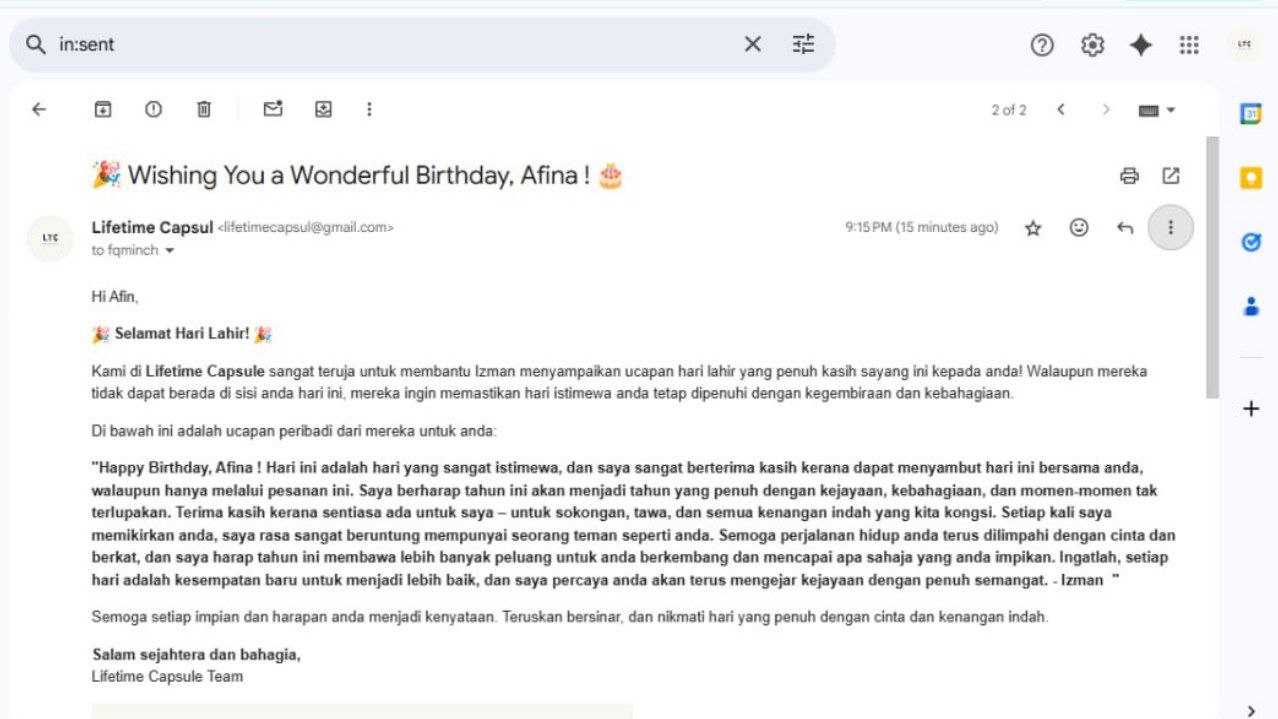 in:sent
LTC
2 of 2
31
🎉 Wishing You a Wonderful Birthday, Afina ! 🎂
LTC
Lifetime Capsul <lifetimecapsul@gmail.com>
9:15 PM (15 minutes ago)
to fqminch
Hi Afin,
🎉 Selamat Hari Lahir! 🎉
Kami di Lifetime Capsule sangat teruja untuk membantu Izman menyampaikan ucapan hari lahir yang penuh kasih sayang ini kepada anda! Walaupun mereka
tidak dapat berada di sisi anda hari ini, mereka ingin memastikan hari istimewa anda tetap dipenuhi dengan kegembiraan dan kebahagiaan.
Di bawah ini adalah ucapan peribadi dari mereka untuk anda:
"Happy Birthday, Afina ! Hari ini adalah hari yang sangat istimewa, dan saya sangat berterima kasih kerana dapat menyambut hari ini bersama anda,
walaupun hanya melalui pesanan ini. Saya berharap tahun ini akan menjadi tahun yang penuh dengan kejayaan, kebahagiaan, dan momen-momen tak
terlupakan. Terima kasih kerana sentiasa ada untuk saya – untuk sokongan, tawa, dan semua kenangan indah yang kita kongsi. Setiap kali saya
memikirkan anda, saya rasa sangat beruntung mempunyai seorang teman seperti anda. Semoga perjalanan hidup anda terus dilimpahi dengan cinta dan
berkat, dan saya harap tahun ini membawa lebih banyak peluang untuk anda berkembang dan mencapai apa sahaja yang anda impikan. Ingatlah, setiap
hari adalah kesempatan baru untuk menjadi lebih baik, dan saya percaya anda akan terus mengejar kejayaan dengan penuh semangat. - Izman "
Semoga setiap impian dan harapan anda menjadi kenyataan. Teruskan bersinar, dan nikmati hari yang penuh dengan cinta dan kenangan indah.
Salam sejahtera dan bahagia,
Lifetime Capsule Team